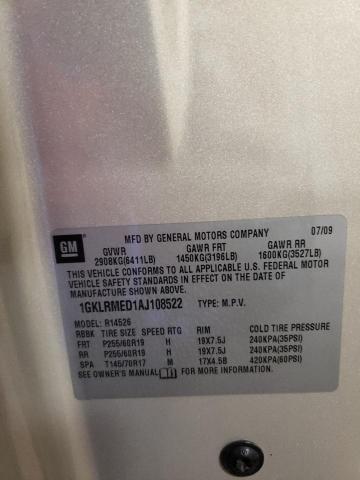 GM
MFD BY GENERAL MOTORS COMPANY 07/09
GVWR GAWR FRT GAWR RR
2908KG(6411LB) 1450KG(3196LB) 1600KG(3527LB)
THIS VEHICLE CONFORMS TO ALL APPLICABLE U.S. FEDERAL MOTOR
VEHICLE SAFETY STANDARDS IN EFFECT ON THE DATE OF
MANUFACTURE SHOWN ABOVE.
1GKLRMED1AJ108522 TYPE: M.P.V.
MODEL: R14526
RBBK TIRE SIZE SPEED RTG RIM COLD TIRE PRESSURE
FRT P255/60R19 H 19X7.5J 240KPA(35PSI)
RR P255/60R19 H 19X7.5J 240KPA(35PSI)
SPA T145/70R17 M 17X4.5B 420KPA(60PSI)
SEE OWNER'S MANUAL FOR MORE INFORMATION